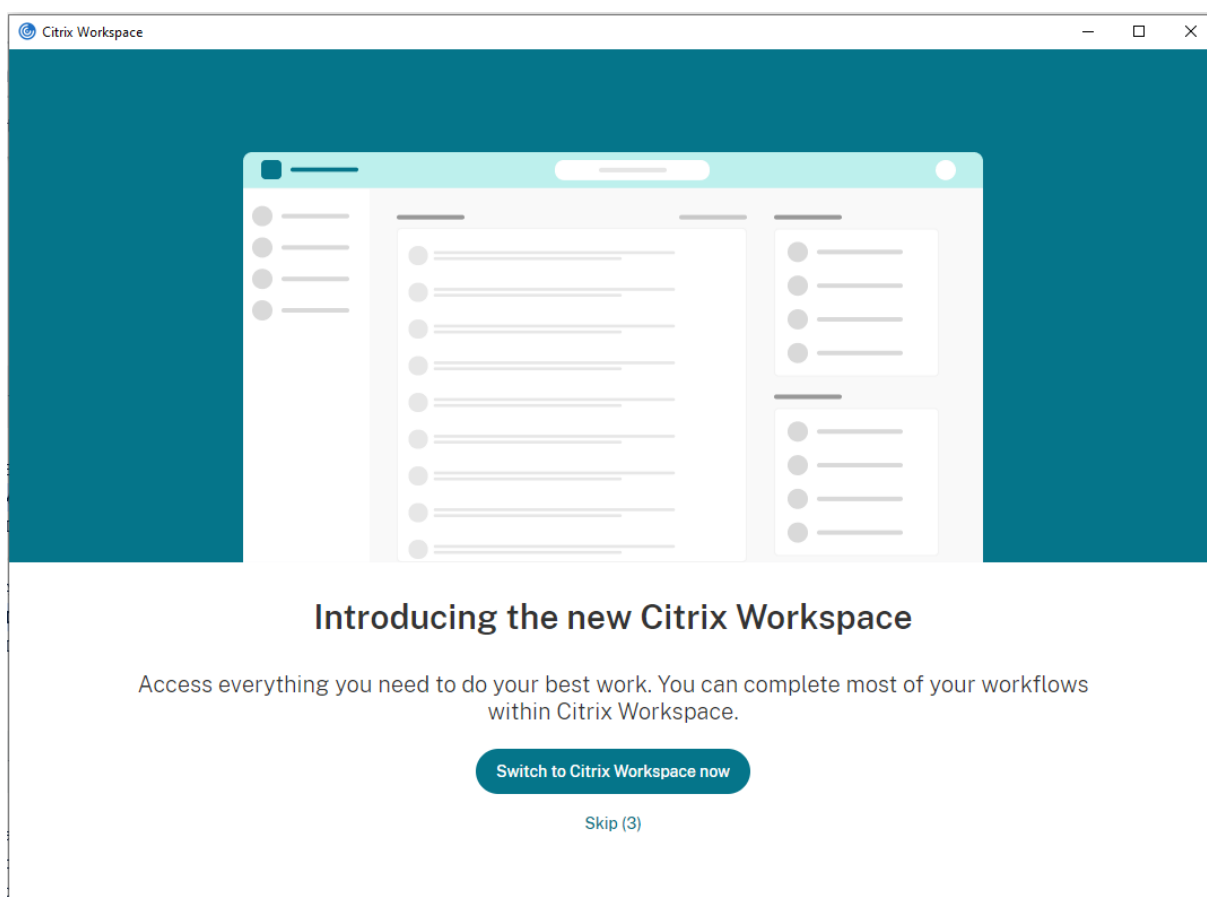 Citrix Workspace
Introducing the new Citrix Workspace
Access everything you need to do your best work. You can complete most of your workflows
within Citrix Workspace.
Switch to Citrix Workspace now
Skip (3)